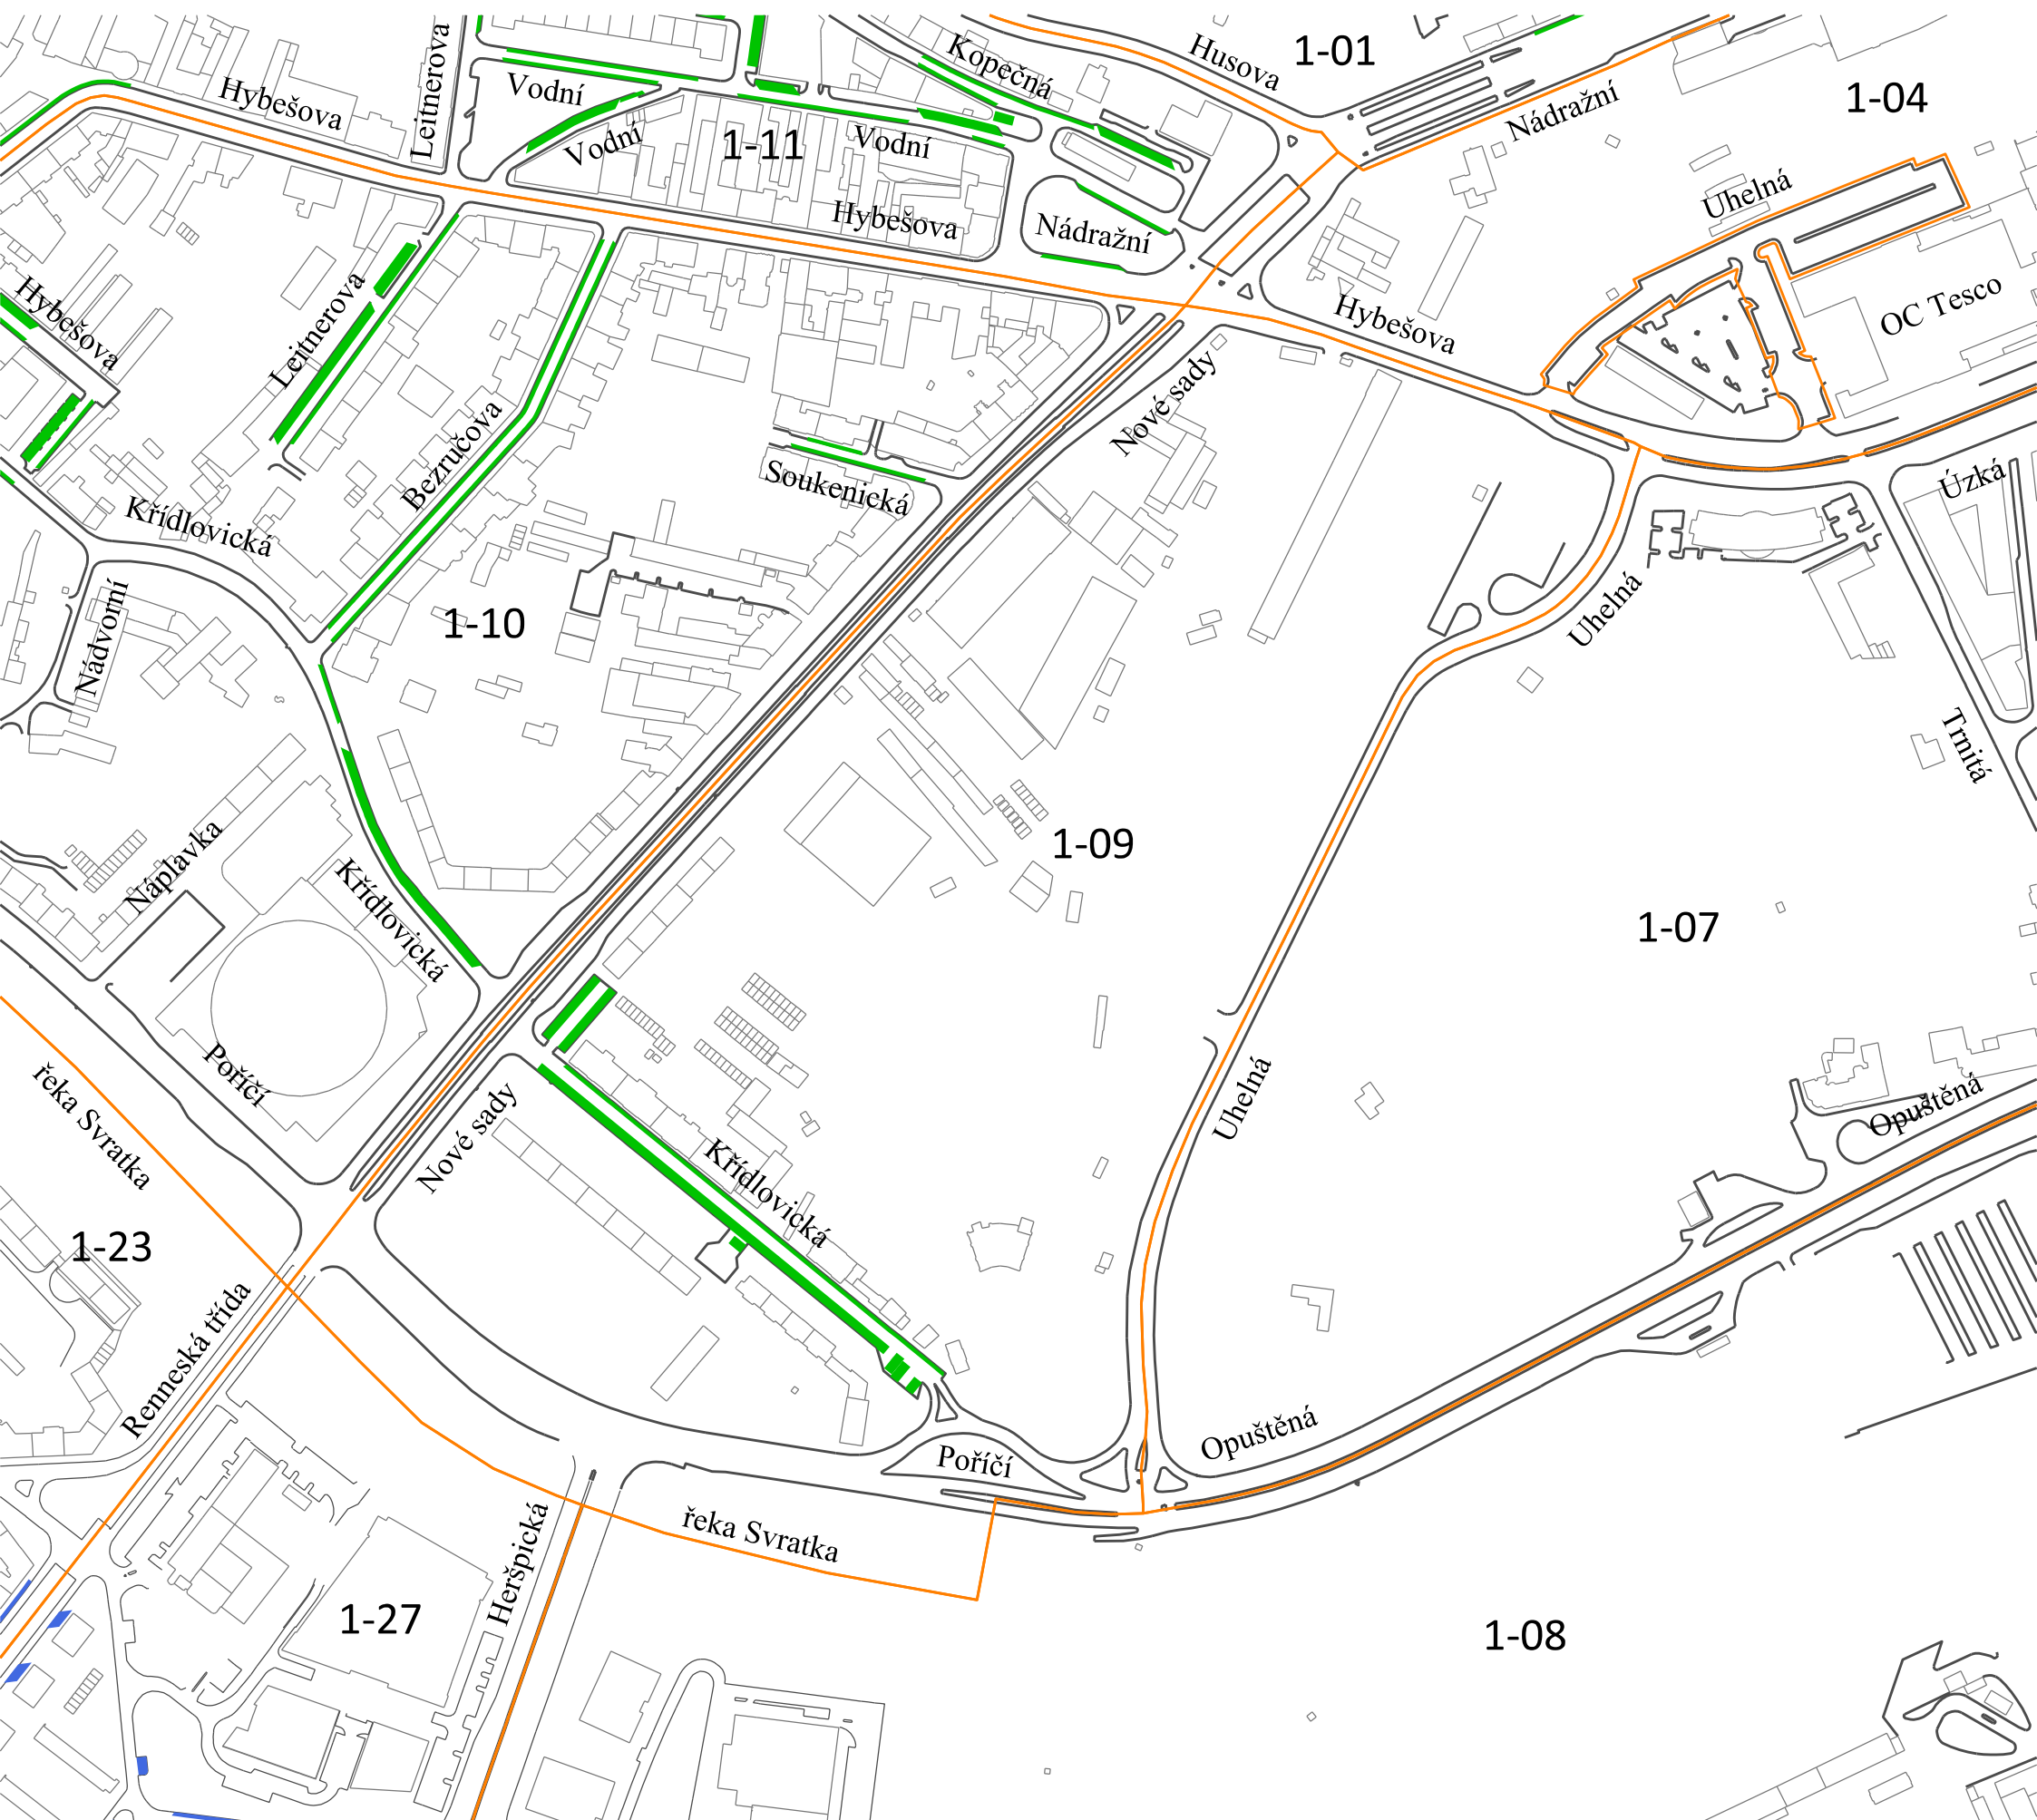 Leitnerova
Kopečná
Husova
1-01
Hybešova
Vodní
Nádražní
1-04
Vodní
1-11
Vodní
Uhelná
Hybešova
Nádražní
Hybešova
Leitnerova
Hybešova
OC Tesco
Nové sady
Bezručova
Soukenická
Úzká
Křídlovická
Nádvorní
1-10
Uhelná
Trnitá
Náplavka
Křídlovická
1-09
1-07
Poříčí
řeka Svratka
Nové sady
Uhelná
Opuštěná
Křídlovická
1-23
Renneská třída
Opuštěná
Poříčí
řeka Svratka
Heršpická
1-27
1-08